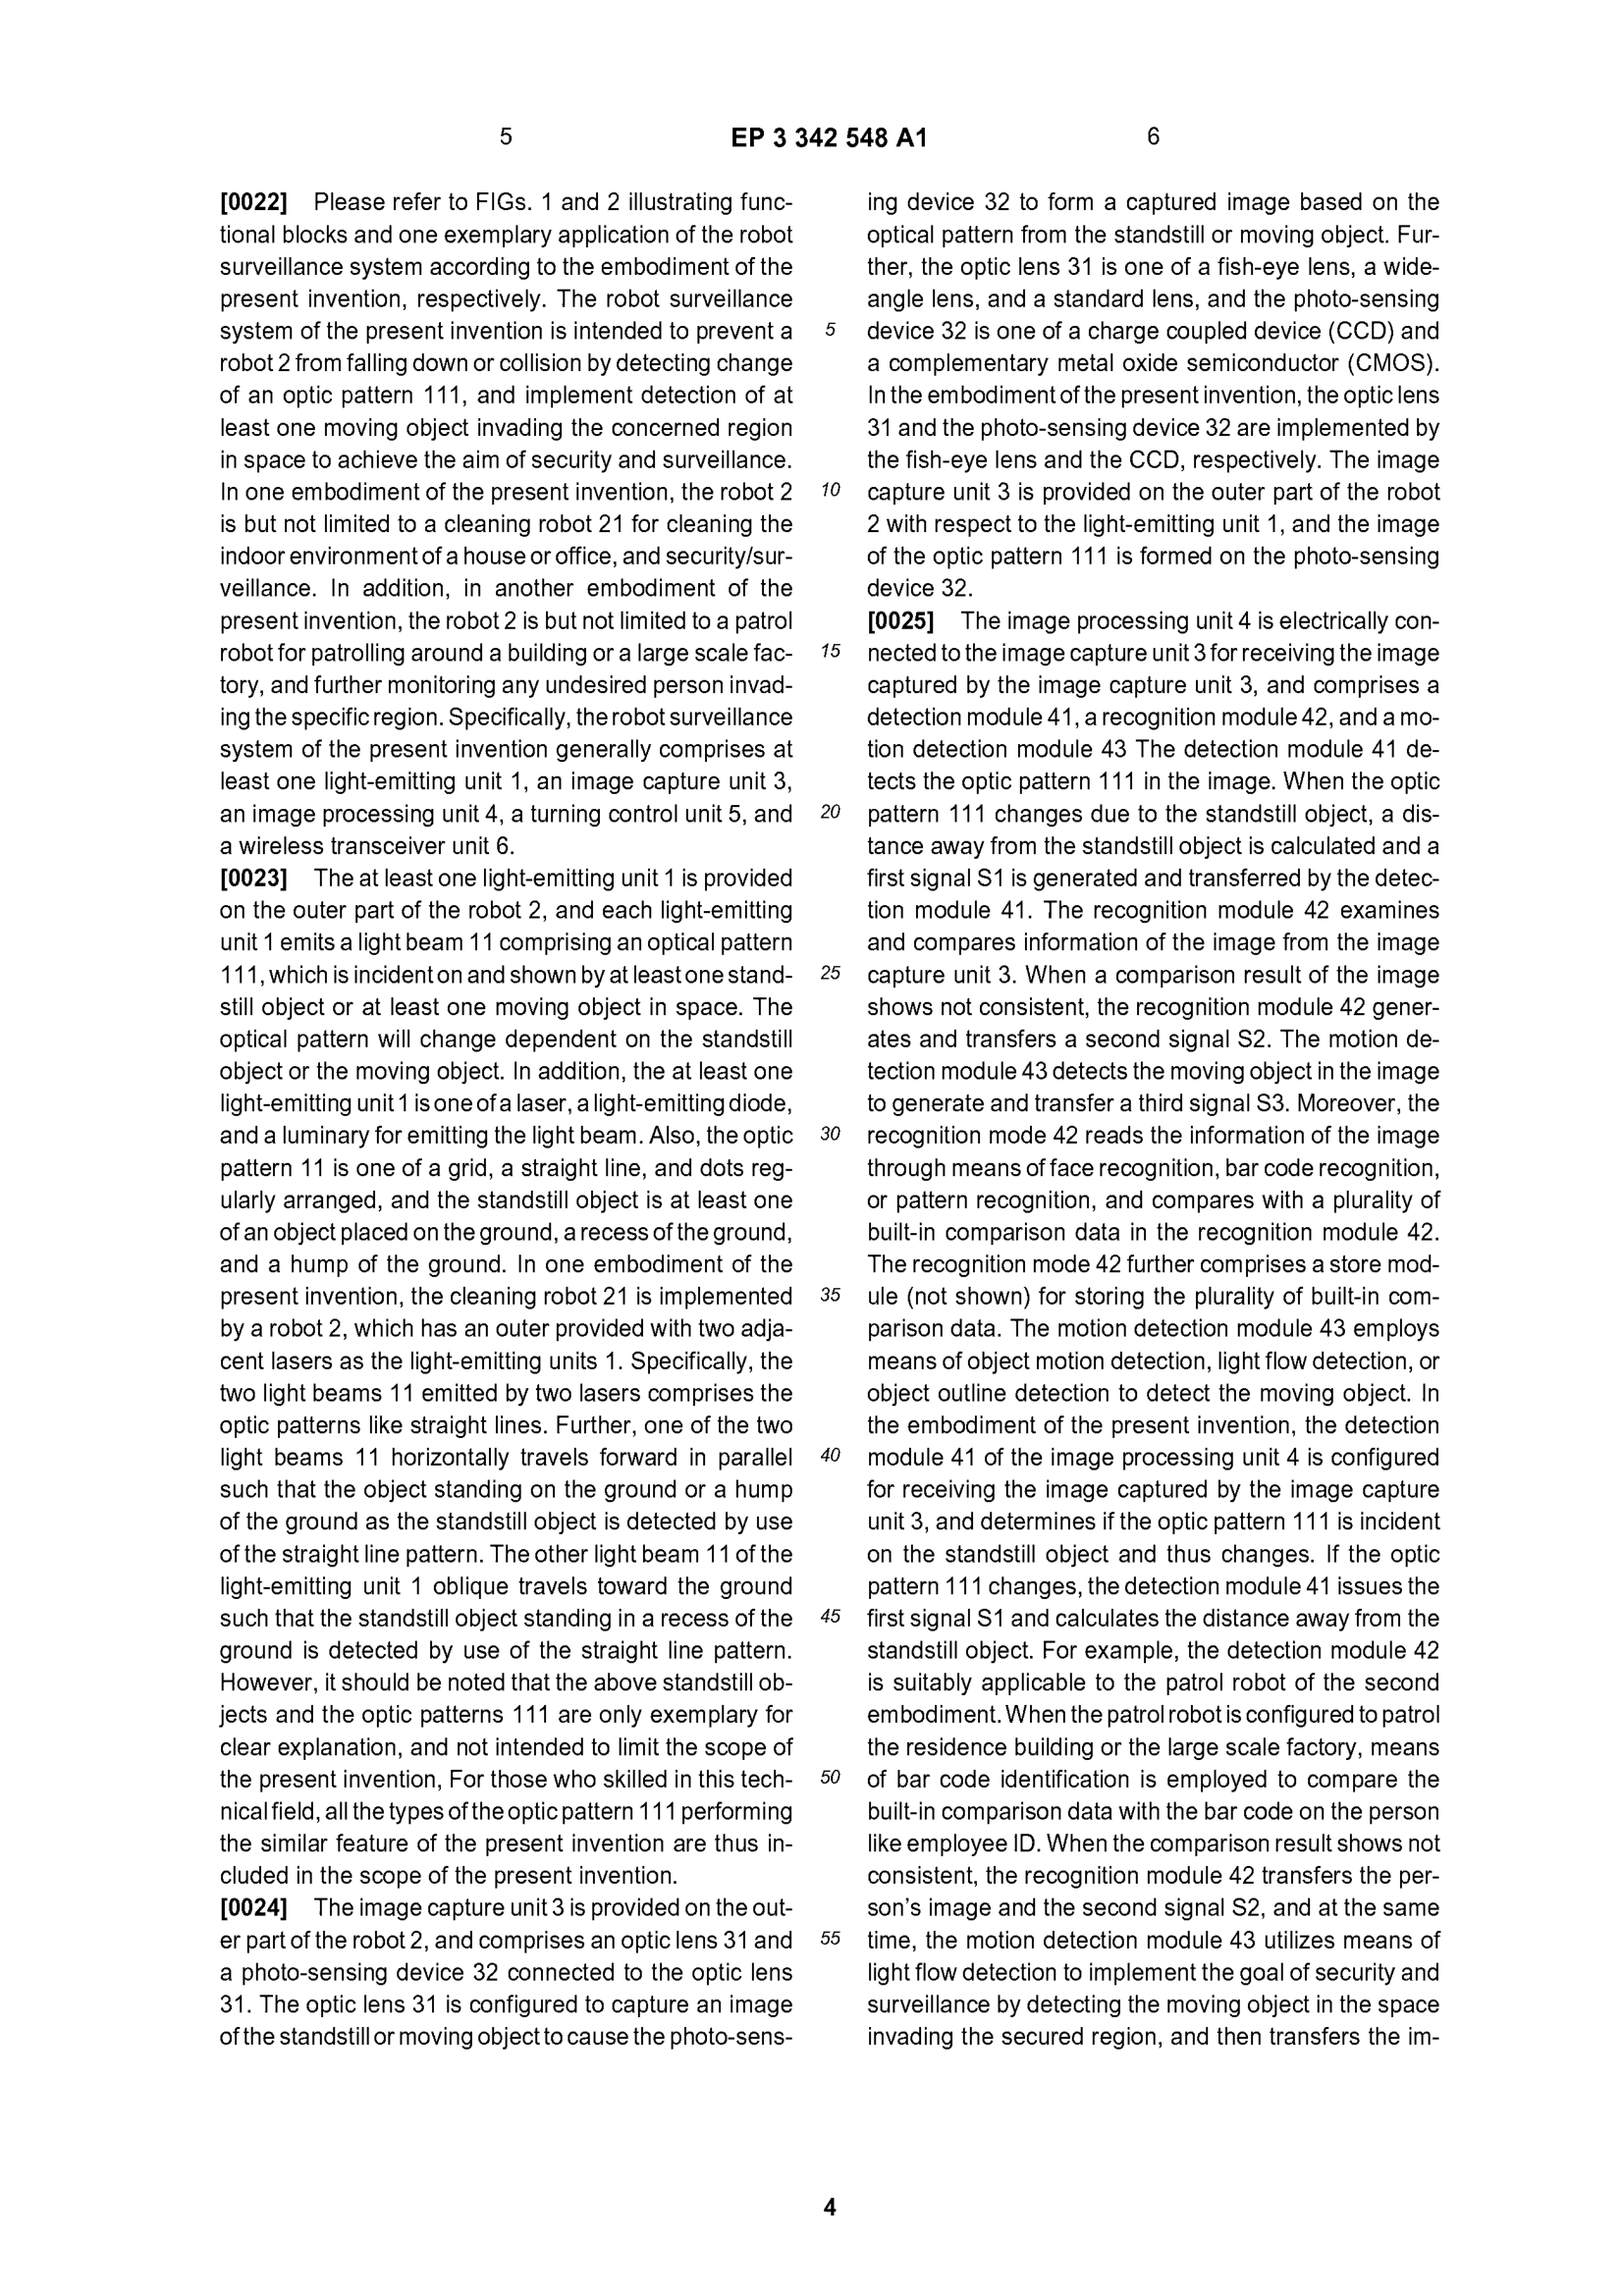 5
EP 3 342 548 A1
6
[0022] Please refer to FIGs. 1 and 2 illustrating func-
tional blocks and one exemplary application of the robot
surveillance system according to the embodiment of the
present invention, respectively. The robot surveillance
system of the present invention is intended to prevent a
robot 2 from falling down or collision by detecting change
of an optic pattern 111, and implement detection of at
least one moving object invading the concerned region
in space to achieve the aim of security and surveillance.
In one embodiment of the present invention, the robot 2
is but not limited to a cleaning robot 21 for cleaning the
indoor environment of a house or office, and security/sur-
veillance. In addition, in another embodiment of the
present invention, the robot 2 is but not limited to a patrol
robot for patrolling around a building or a large scale fac-
tory, and further monitoring any undesired person invad-
ing the specific region. Specifically, the robot surveillance
system of the present invention generally comprises at
least one light-emitting unit 1, an image capture unit 3,
an image processing unit 4, a turning control unit 5, and
a wireless transceiver unit 6.
[0023] The at least one light-emitting unit 1 is provided
on the outer part of the robot 2, and each light-emitting
unit 1 emits a light beam 11 comprising an optical pattern
111, which is incident on and shown by at least one stand-
still object or at least one moving object in space. The
optical pattern will change dependent on the standstill
object or the moving object. In addition, the at least one
light-emitting unit 1 is one of a laser, a light-emitting diode,
and a luminary for emitting the light beam. Also, the optic
pattern 11 is one of a grid, a straight line, and dots reg-
ularly arranged, and the standstill object is at least one
of an object placed on the ground, a recess of the ground,
and a hump of the ground. In one embodiment of the
present invention, the cleaning robot 21 is implemented
by a robot 2, which has an outer provided with two adja-
cent lasers as the light-emitting units 1. Specifically, the
two light beams 11 emitted by two lasers comprises the
optic patterns like straight lines. Further, one of the two
light beams 11 horizontally travels forward in parallel
such that the object standing on the ground or a hump
of the ground as the standstill object is detected by use
of the straight line pattern. The other light beam 11 of the
light-emitting unit 1 oblique travels toward the ground
such that the standstill object standing in a recess of the
ground is detected by use of the straight line pattern.
However, it should be noted that the above standstill ob-
jects and the optic patterns 111 are only exemplary for
clear explanation, and not intended to limit the scope of
the present invention, For those who skilled in this tech-
nical field, all the types of the optic pattern 111 performing
the similar feature of the present invention are thus in-
cluded in the scope of the present invention.
[0024] The image capture unit 3 is provided on the out-
er part of the robot 2, and comprises an optic lens 31 and
a photo-sensing device 32 connected to the optic lens
31. The optic lens 31 is configured to capture an image
of the standstill or moving object to cause the photo-sens-
5
10
15
20
25
30
35
40
45
50
55
ing device 32 to form a captured image based on the
optical pattern from the standstill or moving object. Fur-
ther, the optic lens 31 is one of a fish-eye lens, a wide-
angle lens, and a standard lens, and the photo-sensing
device 32 is one of a charge coupled device (CCD) and
a complementary metal oxide semiconductor (CMOS).
In the embodiment of the present invention, the optic lens
31 and the photo-sensing device 32 are implemented by
the fish-eye lens and the CCD, respectively. The image
capture unit 3 is provided on the outer part of the robot
2 with respect to the light-emitting unit 1, and the image
of the optic pattern 111 is formed on the photo-sensing
device 32.
[0025] The image processing unit 4 is electrically con-
nected to the image capture unit 3 for receiving the image
captured by the image capture unit 3, and comprises a
detection module 41, a recognition module 42, and a mo-
tion detection module 43 The detection module 41 de-
tects the optic pattern 111 in the image. When the optic
pattern 111 changes due to the standstill object, a dis-
tance away from the standstill object is calculated and a
first signal S1 is generated and transferred by the detec-
tion module 41. The recognition module 42 examines
and compares information of the image from the image
capture unit 3. When a comparison result of the image
shows not consistent, the recognition module 42 gener-
ates and transfers a second signal S2. The motion de-
tection module 43 detects the moving object in the image
to generate and transfer a third signal S3. Moreover, the
recognition mode 42 reads the information of the image
through means of face recognition, bar code recognition,
or pattern recognition, and compares with a plurality of
built-in comparison data in the recognition module 42.
The recognition mode 42 further comprises a store mod-
ule (not shown) for storing the plurality of built-in com-
parison data. The motion detection module 43 employs
means of object motion detection, light flow detection, or
object outline detection to detect the moving object. In
the embodiment of the present invention, the detection
module 41 of the image processing unit 4 is configured
for receiving the image captured by the image capture
unit 3, and determines if the optic pattern 111 is incident
on the standstill object and thus changes. If the optic
pattern 111 changes, the detection module 41 issues the
first signal S1 and calculates the distance away from the
standstill object. For example, the detection module 42
is suitably applicable to the patrol robot of the second
embodiment. When the patrol robot is configured to patrol
the residence building or the large scale factory, means
of bar code identification is employed to compare the
built-in comparison data with the bar code on the person
like employee ID. When the comparison result shows not
consistent, the recognition module 42 transfers the per-
son's image and the second signal S2, and at the same
time, the motion detection module 43 utilizes means of
light flow detection to implement the goal of security and
surveillance by detecting the moving object in the space
invading the secured region, and then transfers the im-
4